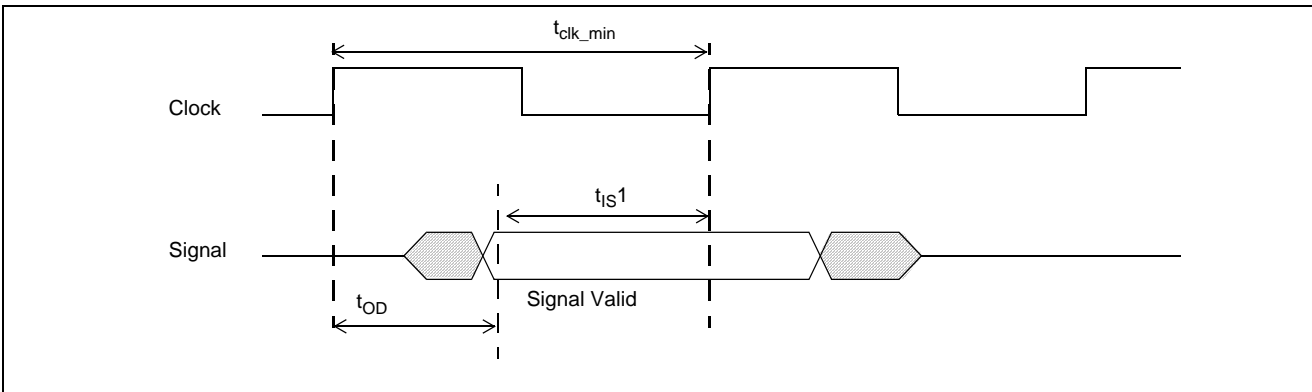 t_clk_min
Clock
t_IS1
Signal
t_OD
Signal Valid